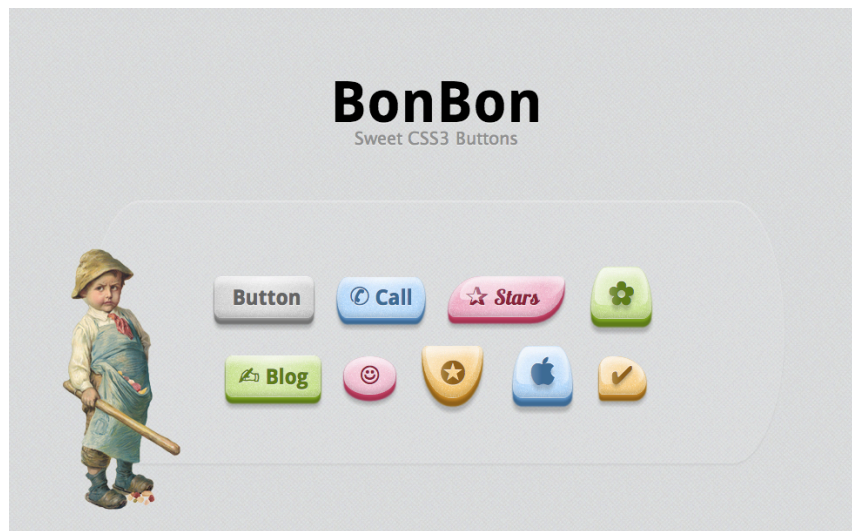 BonBon
Sweet CSS3 Buttons
Button
✆ Call
☆ Stars
✍ Blog